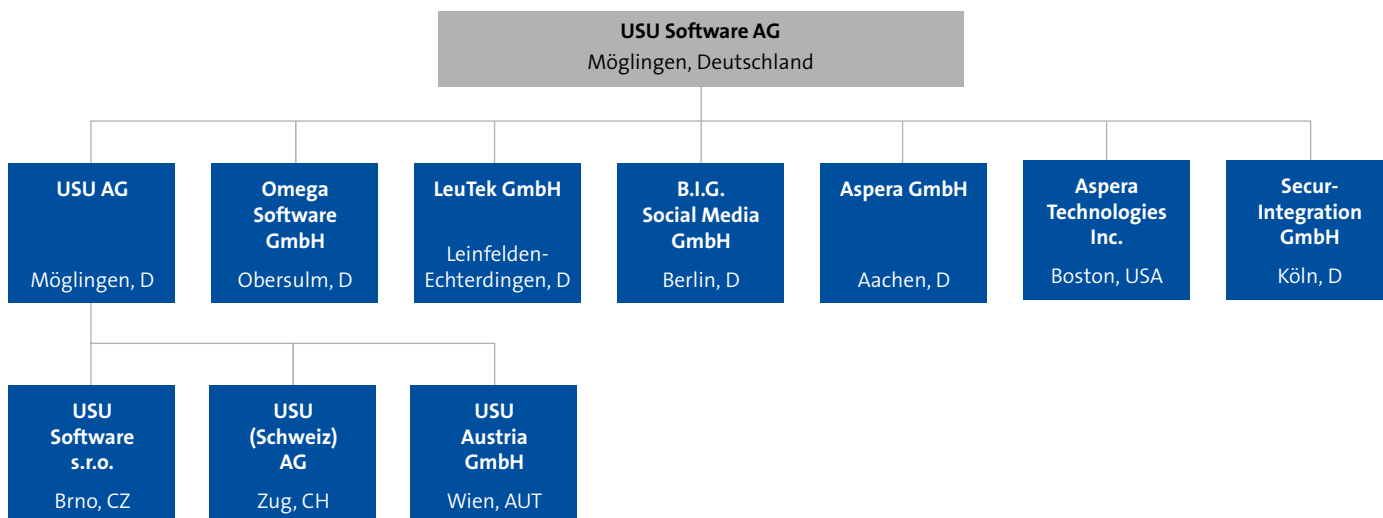 USU Software AG
Möglingen, Deutschland
USU AG
Möglingen, D
Omega
Software
GmbH
Obersulm, D
LeuTek GmbH
Leinfelden-
Echterdingen, D
B.I.G.
Social Media
GmbH
Berlin, D
Aspera GmbH
Aachen, D
Aspera
Technologies
Inc.
Boston, USA
Secur-
Integration
GmbH
Köln, D
USU
Software
s.r.o.
Brno, CZ
USU
(Schweiz)
AG
Zug, CH
USU
Austria
GmbH
Wien, AUT